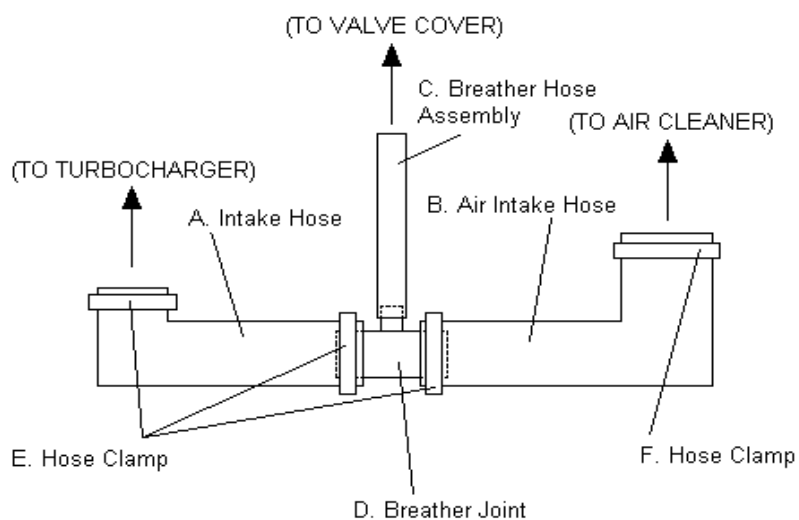 (TO VALVE COVER)
C. Breather Hose
Assembly
(TO AIR CLEANER)
(TO TURBOCHARGER)
A. Intake Hose
B. Air Intake Hose
E. Hose Clamp
F. Hose Clamp
D. Breather Joint